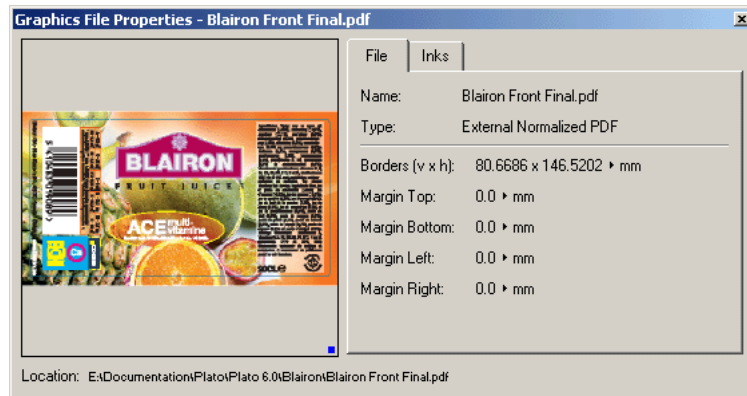 Graphics File Properties - Blairon Front Final.pdf
File
Inks
Name: Blairon Front Final.pdf
Type: External Normalized PDF
Borders (v x h): 80.6686 x 146.5202 ▸ mm
Margin Top: 0.0 ▸ mm
Margin Bottom: 0.0 ▸ mm
Margin Left: 0.0 ▸ mm
Margin Right: 0.0 ▸ mm
BLAIRON
FRUIT JUICE
ACE multi-
vitamine
50CL e
Location: E:\Documentation\Plato\Plato 6.0\Blairon\Blairon Front Final.pdf